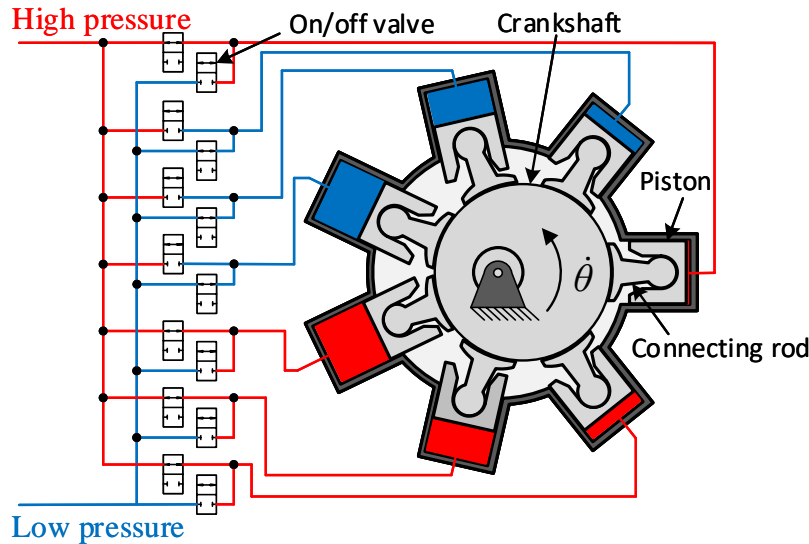 High pressure
On/off valve
Crankshaft
Piston
θ̇
Connecting rod
Low pressure